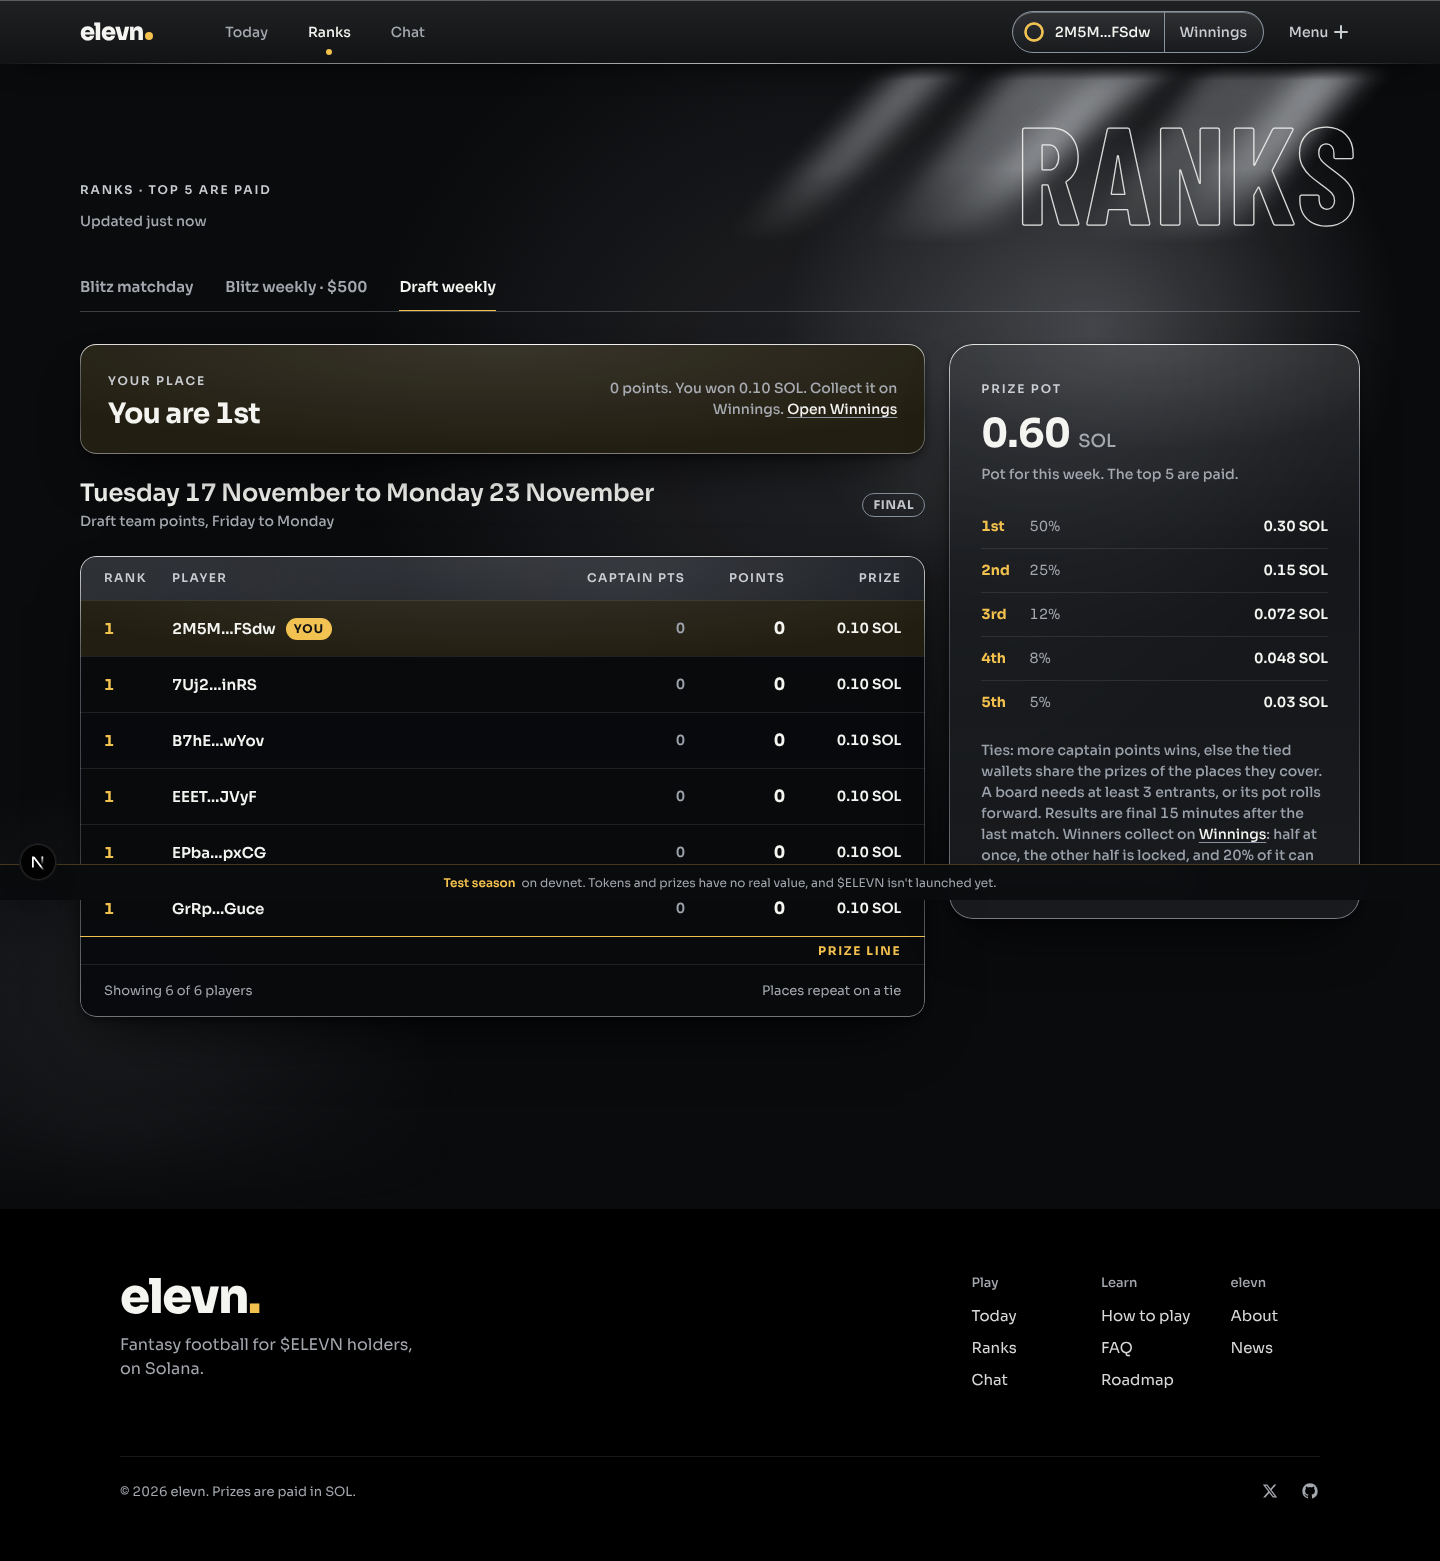 elevn.
Today
Ranks
Chat
2M5M...FSdw
Winnings
Menu
RANKS
RANKS · TOP 5 ARE PAID
Updated just now
Blitz matchday
Blitz weekly · $500
Draft weekly
YOUR PLACE
You are 1st
0 points. You won 0.10 SOL. Collect it on
Winnings. Open Winnings
Tuesday 17 November to Monday 23 November
Draft team points, Friday to Monday
FINAL
RANK PLAYER CAPTAIN PTS POINTS PRIZE
1 2M5M...FSdw YOU 0 0 0.10 SOL
1 7Uj2...inRS 0 0 0.10 SOL
1 B7hE...wYov 0 0 0.10 SOL
1 EEET...JVyF 0 0 0.10 SOL
1 EPba...pxCG 0 0 0.10 SOL
1 GrRp...Guce 0 0 0.10 SOL
PRIZE LINE
Showing 6 of 6 players
Places repeat on a tie
PRIZE POT
0.60 SOL
Pot for this week. The top 5 are paid.
1st 50% 0.30 SOL
2nd 25% 0.15 SOL
3rd 12% 0.072 SOL
4th 8% 0.048 SOL
5th 5% 0.03 SOL
Ties: more captain points wins, else the tied
wallets share the prizes of the places they cover.
A board needs at least 3 entrants, or its pot rolls
forward. Results are final 15 minutes after the
last match. Winners collect on Winnings: half at
once, the other half is locked, and 20% of it can
N
Test season on devnet. Tokens and prizes have no real value, and $ELEVN isn't launched yet.
elevn.
Fantasy football for $ELEVN holders,
on Solana.
Play
Today
Ranks
Chat
Learn
How to play
FAQ
Roadmap
elevn
About
News
© 2026 elevn. Prizes are paid in SOL.